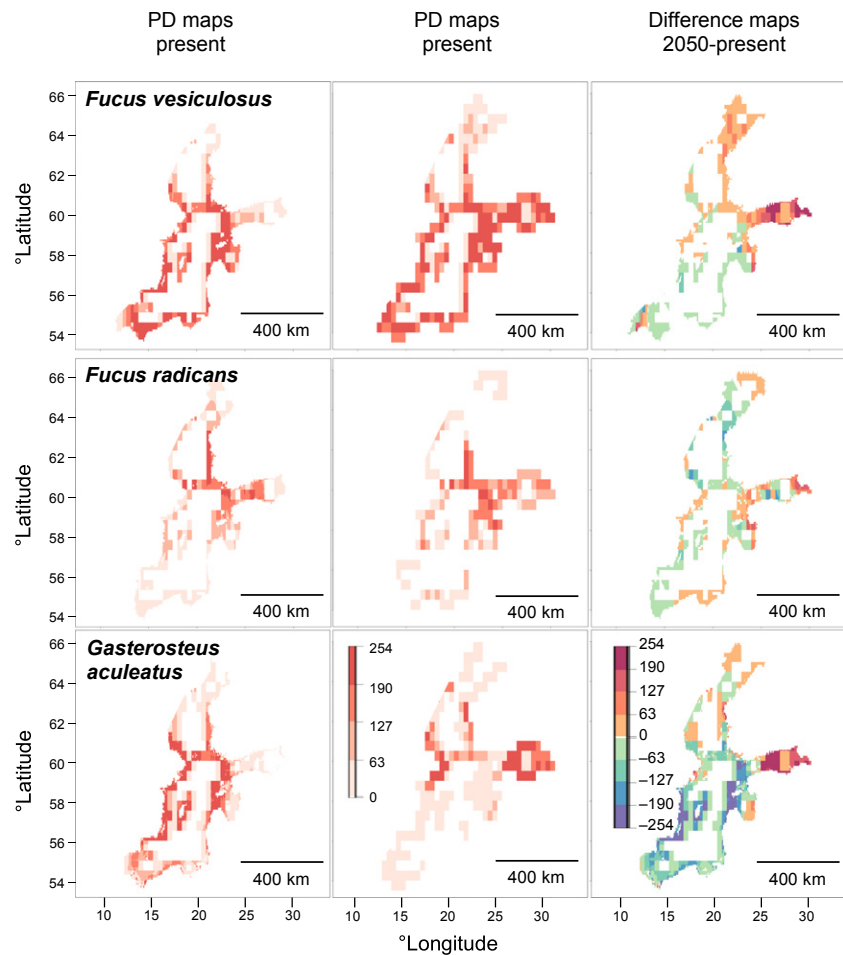 PD maps
present
PD maps
present
Difference maps
2050-present
Fucus vesiculosus
66
64
62
60
58
56
54
°Latitude
400 km
400 km
400 km
Fucus radicans
66
64
62
60
58
56
54
°Latitude
400 km
400 km
400 km
Gasterosteus
aculeatus
66
64
62
60
58
56
54
°Latitude
254
190
127
63
0
254
190
127
63
0
−63
−127
−190
−254
400 km
400 km
400 km
10 15 20 25 30
10 15 20 25 30
10 15 20 25 30
°Longitude